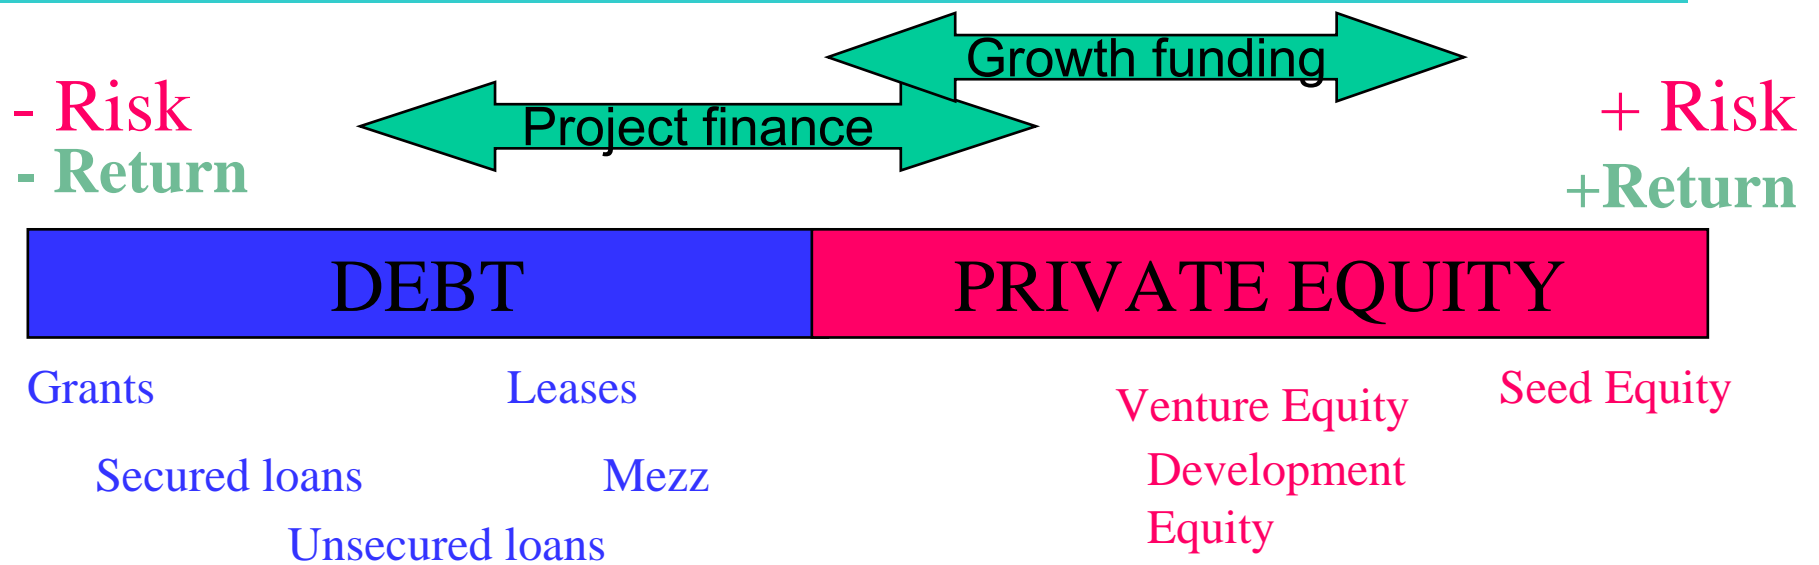 Growth funding
- Risk
Project finance
+ Risk
- Return
+Return
DEBT
PRIVATE EQUITY
Grants
Leases
Venture Equity
Seed Equity
Secured loans
Mezz
Development
Equity
Unsecured loans